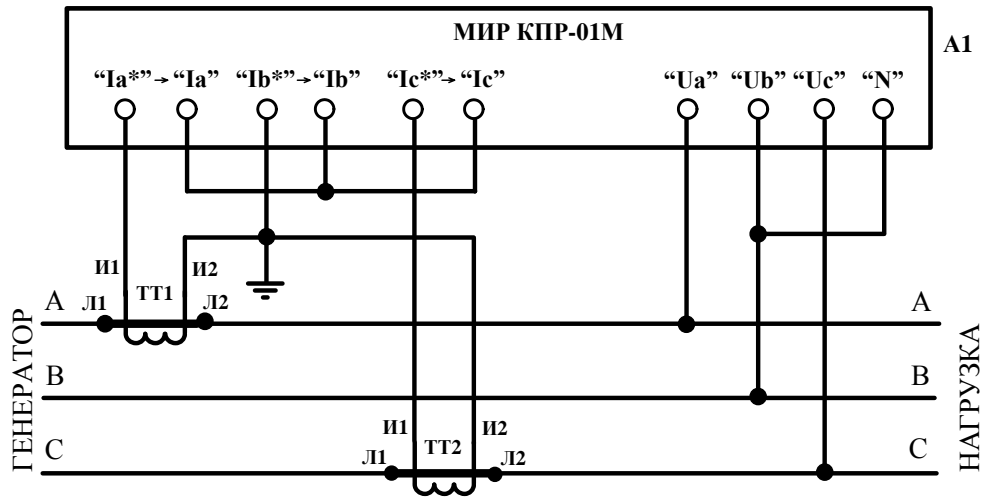 МИР КПР-01М
А1
“Ia*”→“Ia” “Ib*”→“Ib” “Ic*”→“Ic” “Ua” “Ub” “Uc” “N”
И1 И2
ТТ1
Л1 Л2
А А
В В
И1 И2
ТТ2
Л1 Л2
С С
ГЕНЕРАТОР
НАГРУЗКА